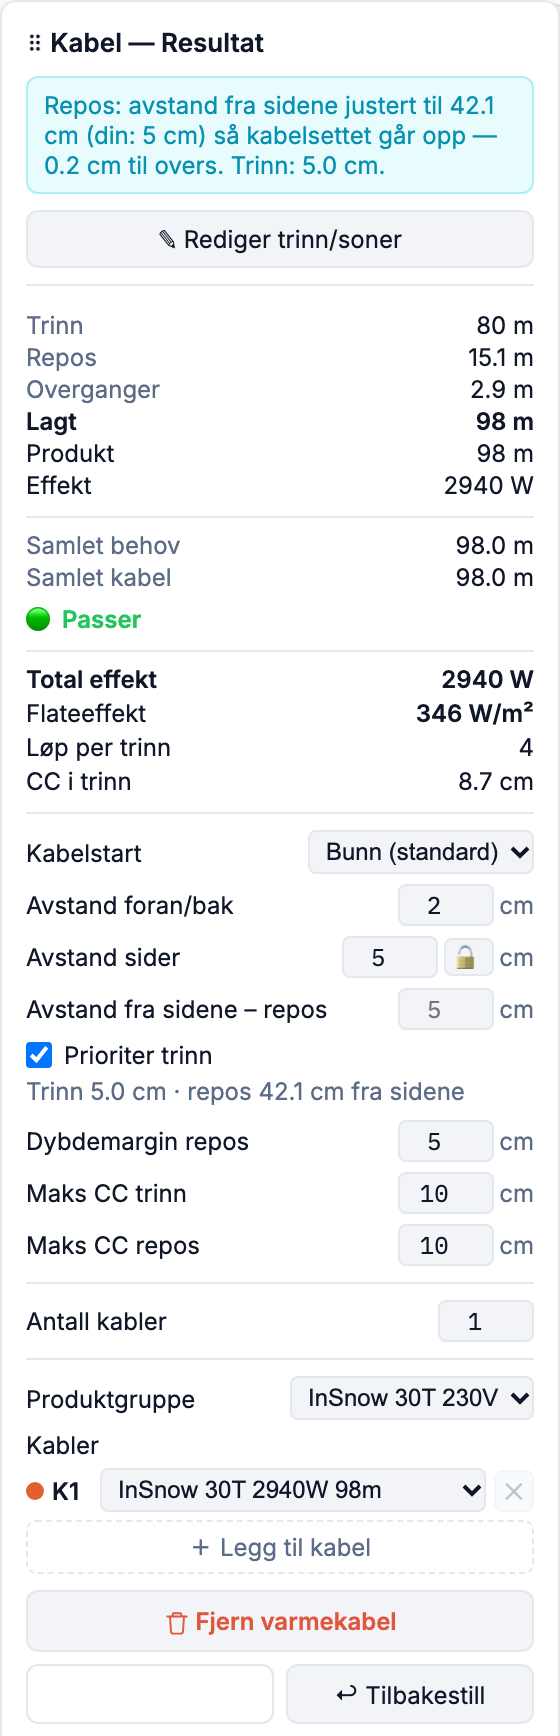 Kabel — Resultat
Repos: avstand fra sidene justert til 42.1
cm (din: 5 cm) så kabelsettet går opp —
0.2 cm til overs. Trinn: 5.0 cm.
✎ Rediger trinn/soner
Trinn 80 m
Repos 15.1 m
Overganger 2.9 m
Lagt 98 m
Produkt 98 m
Effekt 2940 W
Samlet behov 98.0 m
Samlet kabel 98.0 m
Passer
Total effekt 2940 W
Flateeffekt 346 W/m²
Løp per trinn 4
CC i trinn 8.7 cm
Kabelstart Bunn (standard)
Avstand foran/bak 2 cm
Avstand sider 5 cm
Avstand fra sidene – repos 5 cm
Prioriter trinn
Trinn 5.0 cm · repos 42.1 cm fra sidene
Dybdemargin repos 5 cm
Maks CC trinn 10 cm
Maks CC repos 10 cm
Antall kabler 1
Produktgruppe InSnow 30T 230V
Kabler
K1 InSnow 30T 2940W 98m ×
+ Legg til kabel
Fjern varmekabel
↩ Tilbakestill